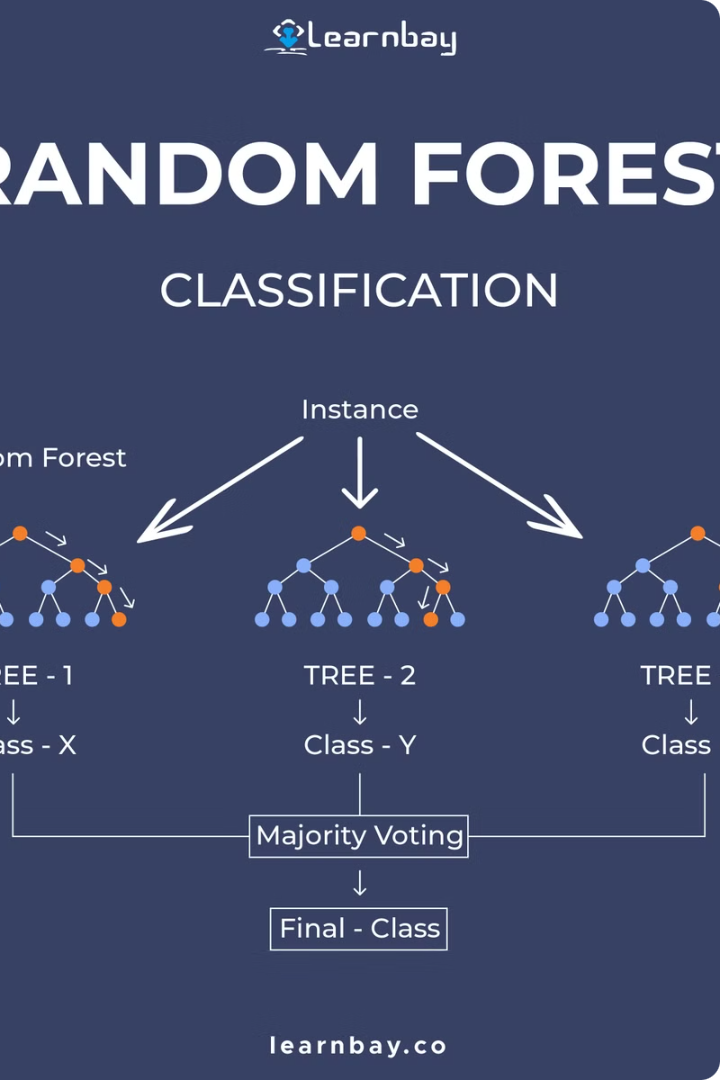 Learnbay
RANDOM FOREST
CLASSIFICATION
Instance
om Forest
EE - 1
TREE - 2
TREE
ass - X
Class - Y
Class
Majority Voting
Final - Class
learnbay.co